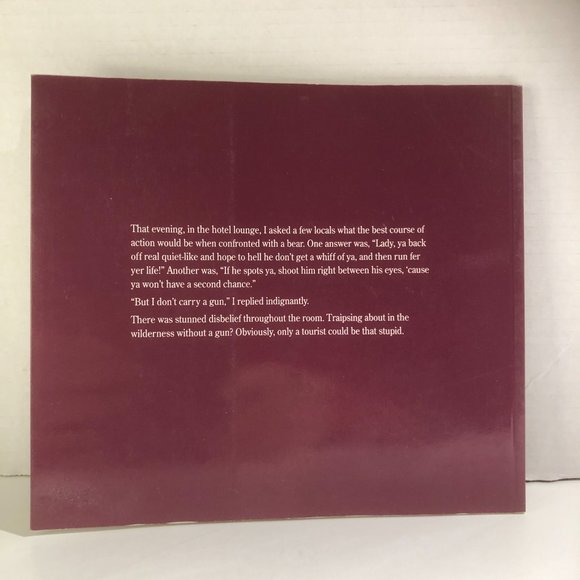 That evening, in the hotel lounge, I asked a few locals what the best course of
action would be when confronted with a bear. One answer was, “Lady, ya back
off real quiet-like and hope to hell he don't get a whiff of ya, and then run fer
yer life!” Another was, “If he spots ya, shoot him right between his eyes, ‘cause
ya won't have a second chance.”
“But I don't carry a gun,” I replied indignantly.
There was stunned disbelief throughout the room. Traipsing about in the
wilderness without a gun? Obviously, only a tourist could be that stupid.